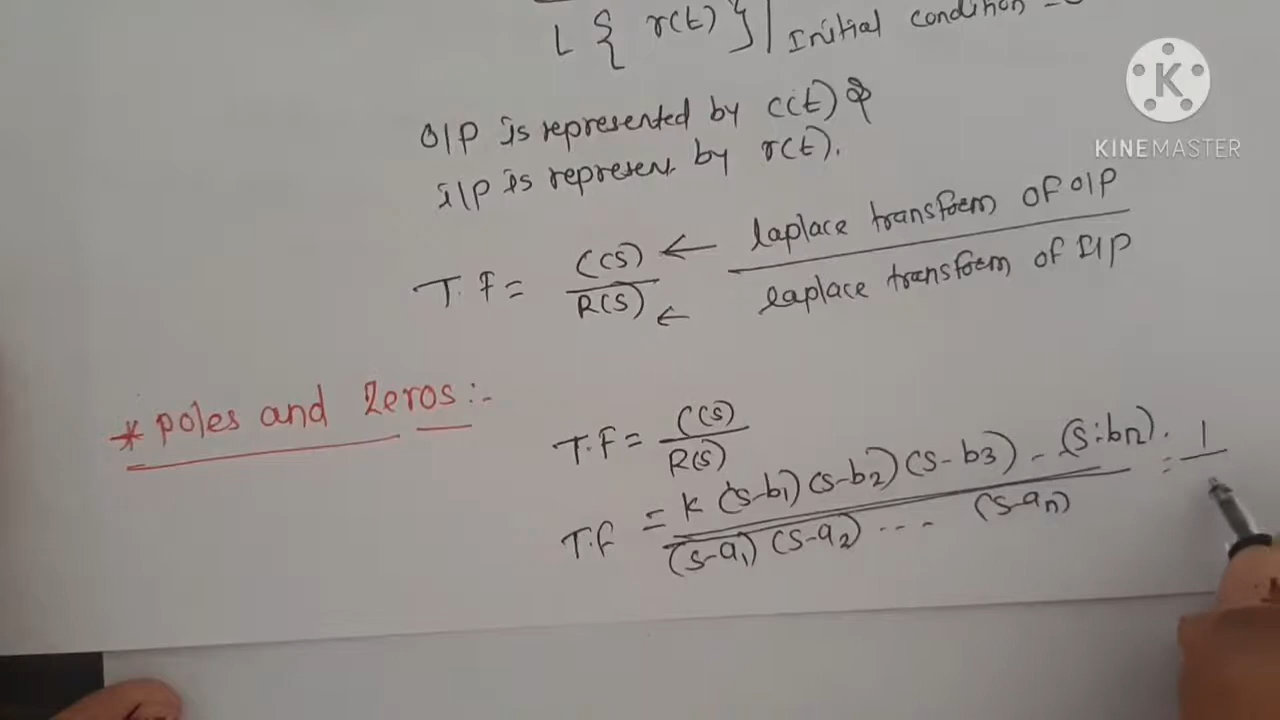 L { r(t) } | Initial condition
O/P is represented by c(t) &
i/P is represent by r(t).
T.F = C(S) / R(S) ← laplace transform of O/P / laplace transform of I/P
* Poles and Zeros:-
T.F = C(S) / R(S)
T.F = K (S-b1) (S-b2) (S-b3) - (S-bn). / (S-a1) (S-a2) ... (S-an) = 1
K
KINEMASTER